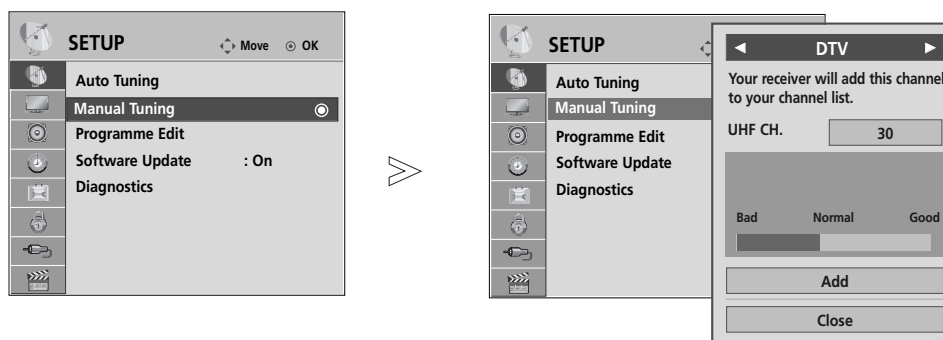 SETUP
Move OK
Auto Tuning
Manual Tuning
Programme Edit
Software Update : On
Diagnostics
SETUP
Auto Tuning
Manual Tuning
Programme Edit
Software Update
Diagnostics
DTV
Your receiver will add this channel
to your channel list.
UHF CH. 30
Bad Normal Good
Add
Close